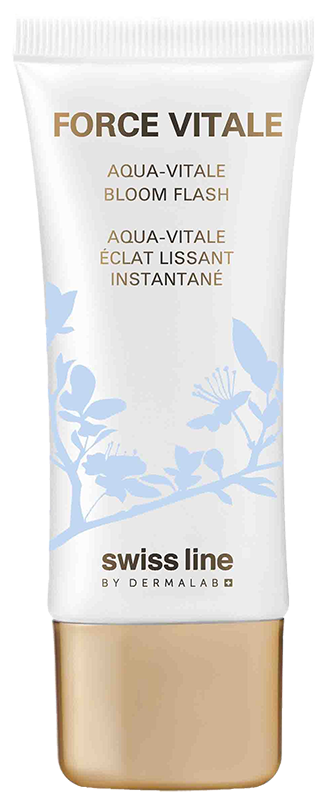 FORCE VITALE
AQUA-VITALE
BLOOM FLASH
AQUA-VITALE
ÉCLAT LISSANT
INSTANTANÉ
swiss line
BY DERMALAB